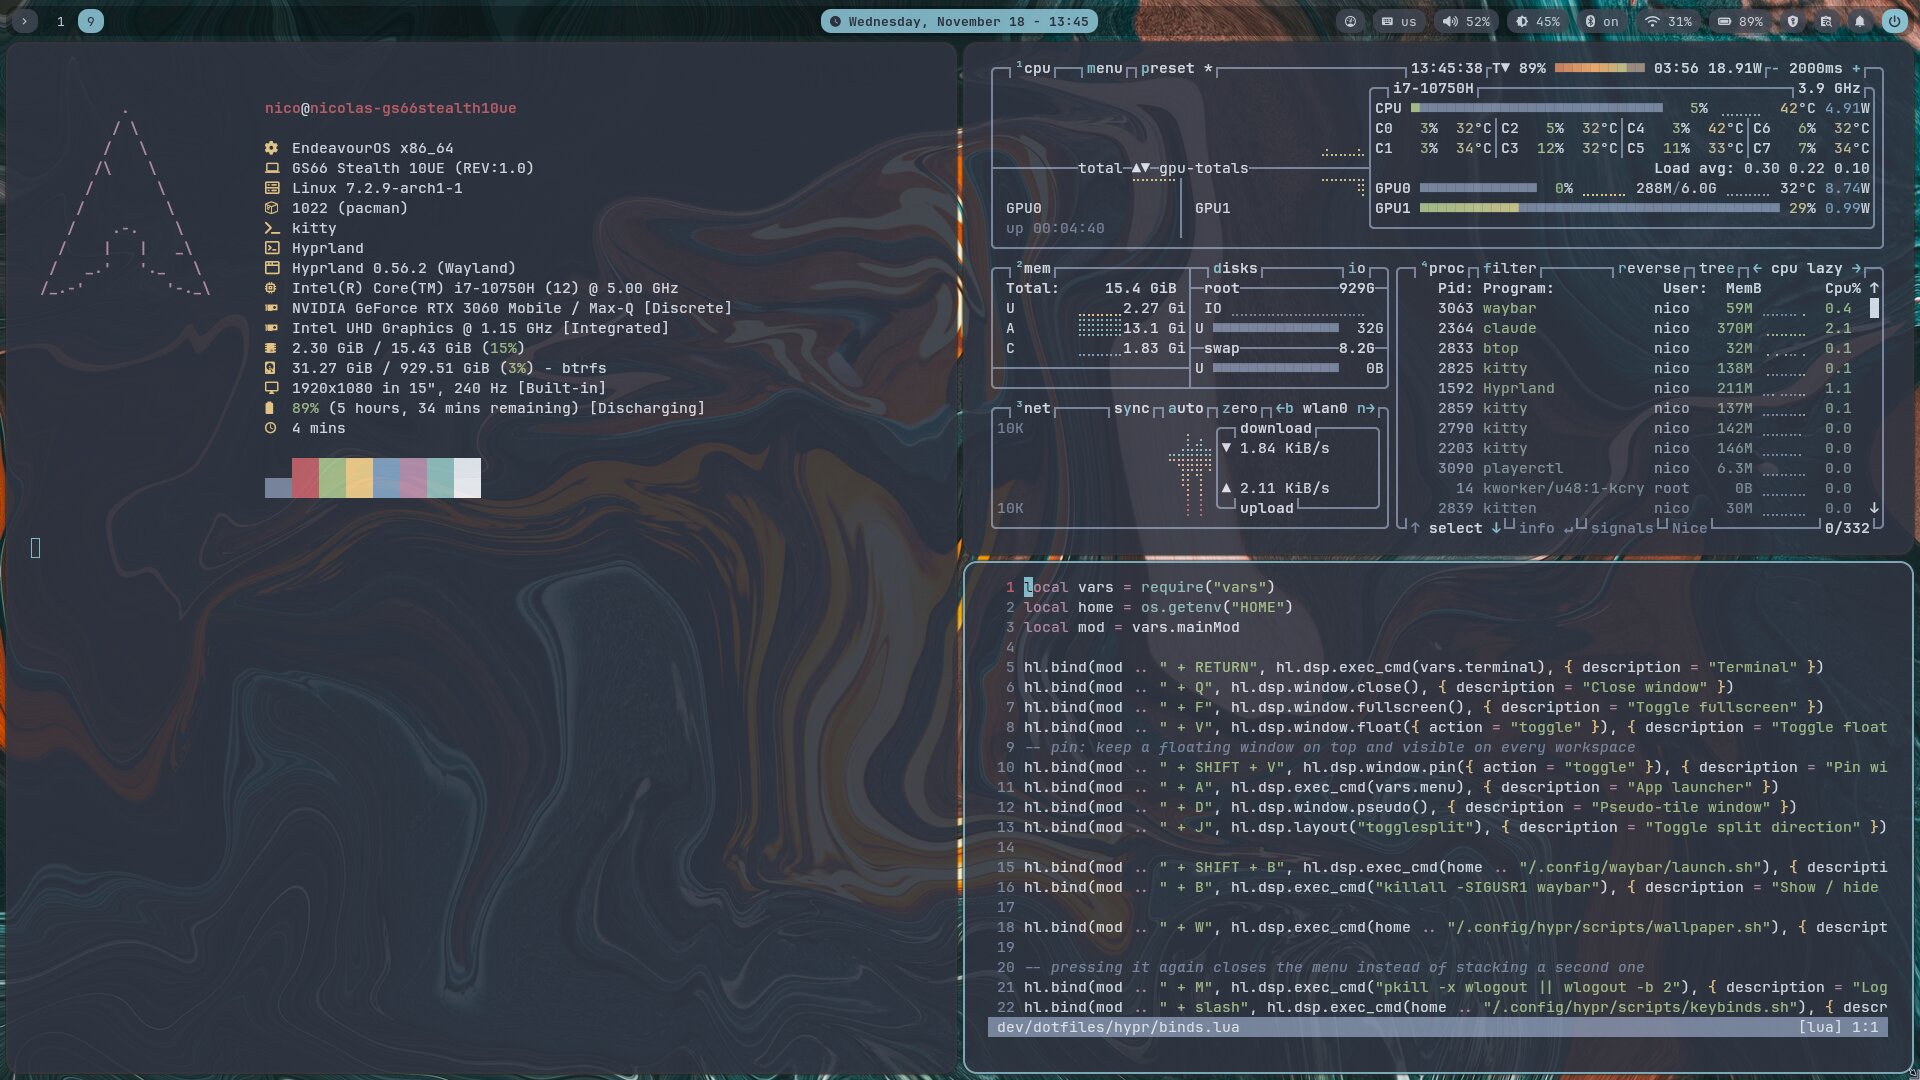 1 9
Wednesday, November 18 - 13:45
us 52% 45% on 31% 89%
nico@nicolas-gs66stealth10ue
EndeavourOS x86_64
GS66 Stealth 10UE (REV:1.0)
Linux 7.2.9-arch1-1
1022 (pacman)
kitty
Hyprland
Hyprland 0.56.2 (Wayland)
Intel(R) Core(TM) i7-10750H (12) @ 5.00 GHz
NVIDIA GeForce RTX 3060 Mobile / Max-Q [Discrete]
Intel UHD Graphics @ 1.15 GHz [Integrated]
2.30 GiB / 15.43 GiB (15%)
31.27 GiB / 929.51 GiB (3%) - btrfs
1920x1080 in 15", 240 Hz [Built-in]
89% (5 hours, 34 mins remaining) [Discharging]
4 mins
¹cpu menu preset * 13:45:38 T▼ 89% 03:56 18.91W - 2000ms +
i7-10750H 3.9 GHz
CPU 5% 42°C 4.91W
C0 3% 32°C C2 5% 32°C C4 3% 42°C C6 6% 32°C
C1 3% 34°C C3 12% 32°C C5 11% 33°C C7 7% 34°C
total ▲▼ gpu-totals
Load avg: 0.30 0.22 0.10
GPU0 0% 288M/6.0G 32°C 8.74W
GPU1 29% 0.99W
GPU0 GPU1
up 00:04:40
²mem
Total: 15.4 GiB
U 2.27 Gi
A 13.1 Gi
C 1.83 Gi
disks io
root 929G
IO
U 32G
swap 8.2G
U 0B
³net sync auto zero ←b wlan0 n→
10K
download
▼ 1.84 KiB/s
▲ 2.11 KiB/s
upload
10K
⁴proc filter reverse tree ← cpu lazy →
Pid: Program: User: MemB Cpu% ↑
3063 waybar nico 59M 0.4
2364 claude nico 370M 2.1
2833 btop nico 32M 0.1
2825 kitty nico 138M 0.1
1592 Hyprland nico 211M 1.1
2859 kitty nico 137M 0.1
2790 kitty nico 142M 0.0
2203 kitty nico 146M 0.0
3090 playerctl nico 6.3M 0.0
14 kworker/u48:1-kcry root 0B 0.0
2839 kitten nico 30M 0.0 ↓
↑ select ↓ info ↵ signals Nice 0/332
1 local vars = require("vars")
2 local home = os.getenv("HOME")
3 local mod = vars.mainMod
4
5 hl.bind(mod .. " + RETURN", hl.dsp.exec_cmd(vars.terminal), { description = "Terminal" })
6 hl.bind(mod .. " + Q", hl.dsp.window.close(), { description = "Close window" })
7 hl.bind(mod .. " + F", hl.dsp.window.fullscreen(), { description = "Toggle fullscreen" })
8 hl.bind(mod .. " + V", hl.dsp.window.float({ action = "toggle" }), { description = "Toggle float
9 -- pin: keep a floating window on top and visible on every workspace
10 hl.bind(mod .. " + SHIFT + V", hl.dsp.window.pin({ action = "toggle" }), { description = "Pin wi
11 hl.bind(mod .. " + A", hl.dsp.exec_cmd(vars.menu), { description = "App launcher" })
12 hl.bind(mod .. " + D", hl.dsp.window.pseudo(), { description = "Pseudo-tile window" })
13 hl.bind(mod .. " + J", hl.dsp.layout("togglesplit"), { description = "Toggle split direction" })
14
15 hl.bind(mod .. " + SHIFT + B", hl.dsp.exec_cmd(home .. "/.config/waybar/launch.sh"), { descripti
16 hl.bind(mod .. " + B", hl.dsp.exec_cmd("killall -SIGUSR1 waybar"), { description = "Show / hide
17
18 hl.bind(mod .. " + W", hl.dsp.exec_cmd(home .. "/.config/hypr/scripts/wallpaper.sh"), { descript
19
20 -- pressing it again closes the menu instead of stacking a second one
21 hl.bind(mod .. " + M", hl.dsp.exec_cmd("pkill -x wlogout || wlogout -b 2"), { description = "Log
22 hl.bind(mod .. " + slash", hl.dsp.exec_cmd(home .. "/.config/hypr/scripts/keybinds.sh"), { descr
dev/dotfiles/hypr/binds.lua [lua] 1:1